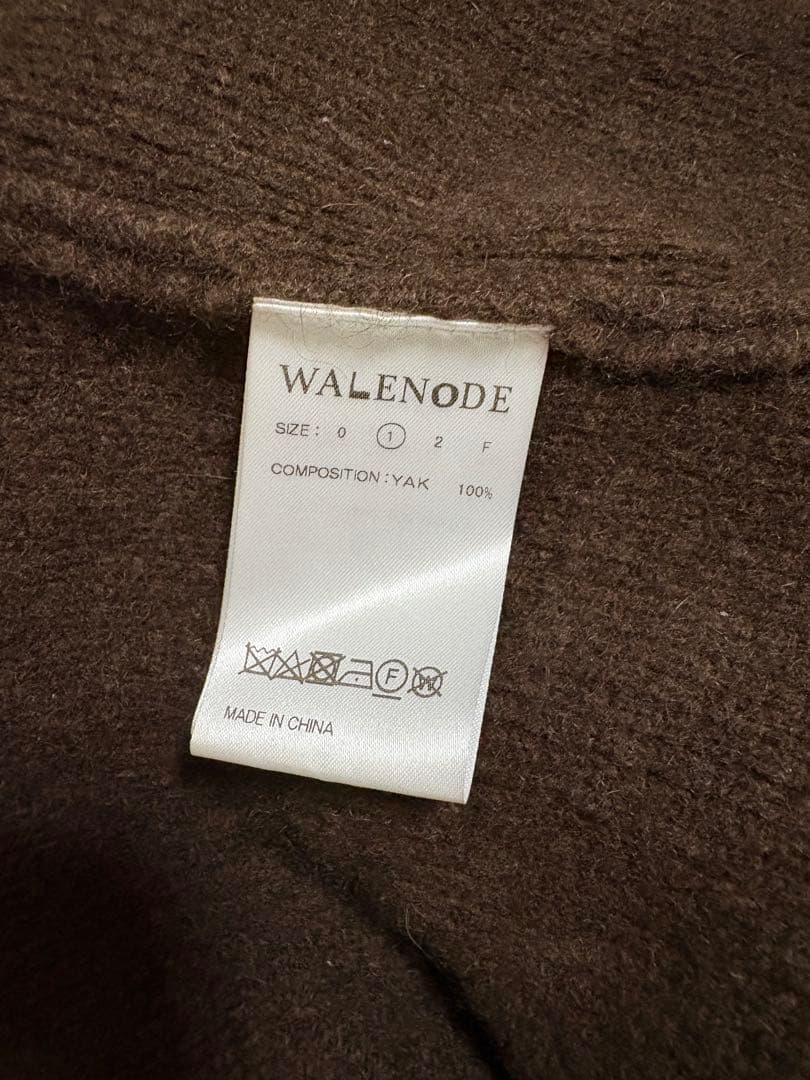 WALENODE
SIZE : 0 1 2 F
COMPOSITION : YAK 100%
F W
MADE IN CHINA